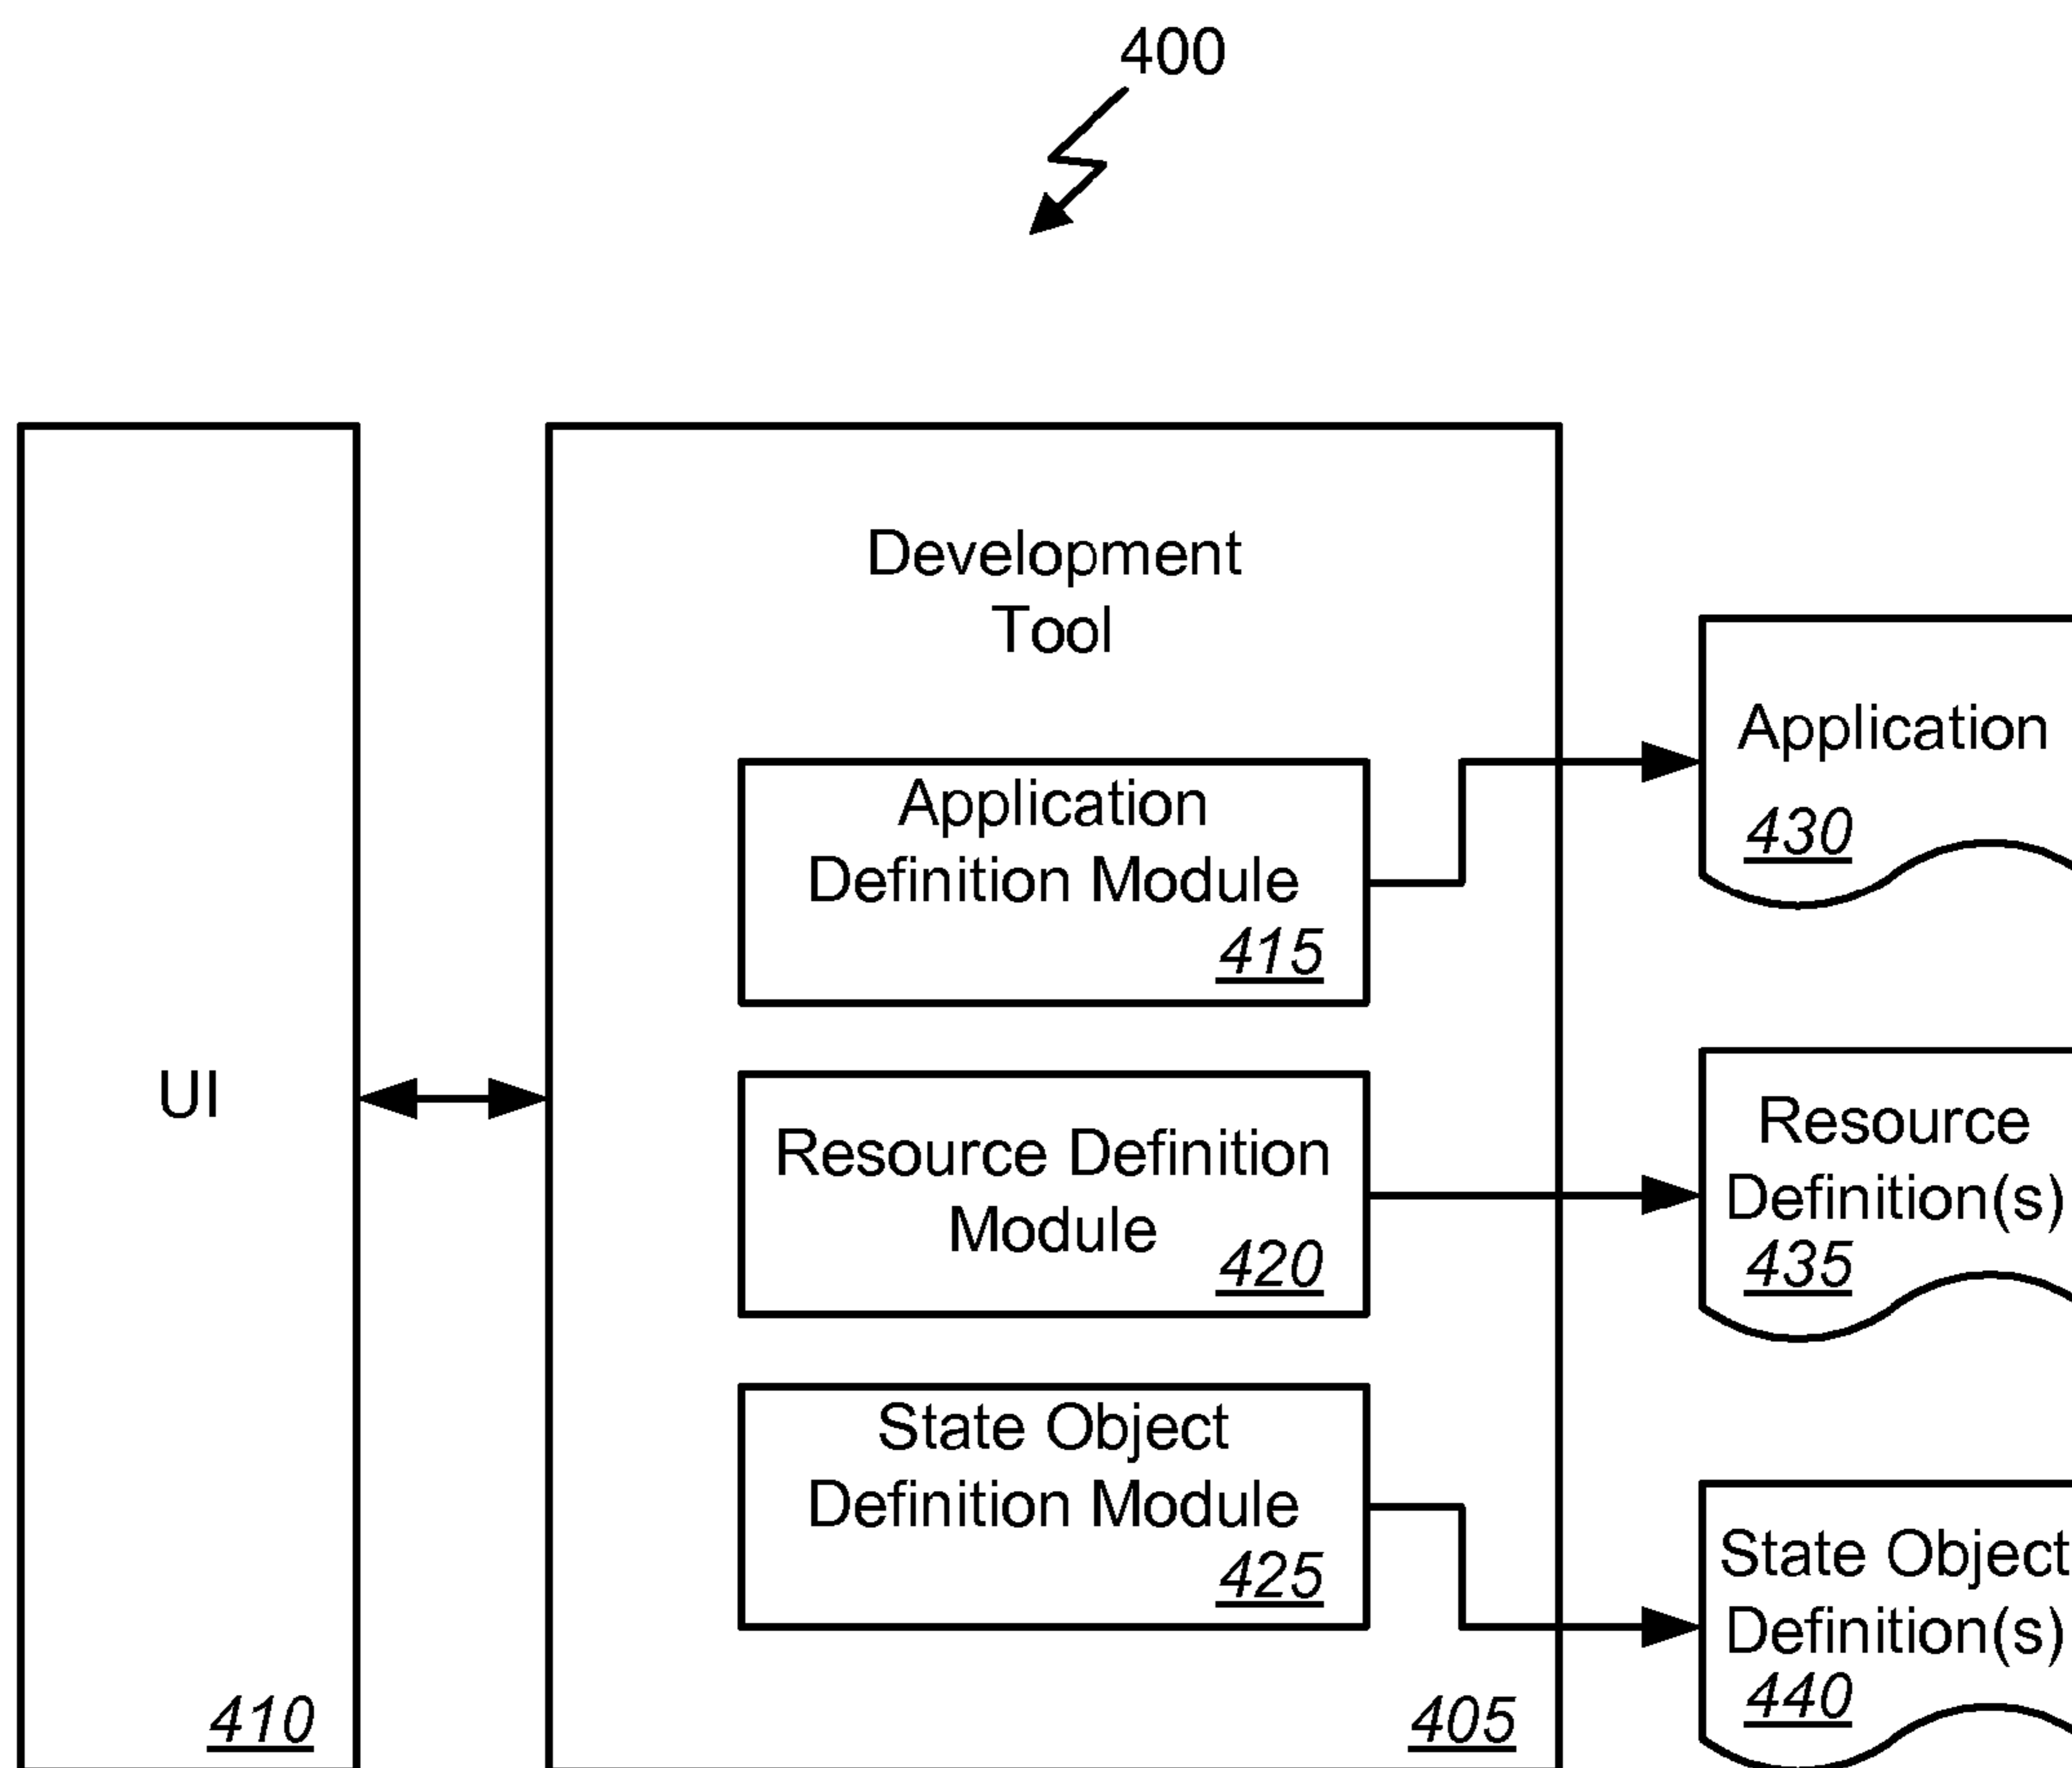 400
UI
410
Development
Tool
Application
Definition Module
415
Resource Definition
Module
420
State Object
Definition Module
425
405
Application
430
Resource
Definition(s)
435
State Object
Definition(s)
440